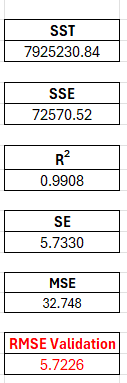 SST
7925230.84
SSE
72570.52
R²
0.9908
SE
5.7330
MSE
32.748
RMSE Validation
5.7226